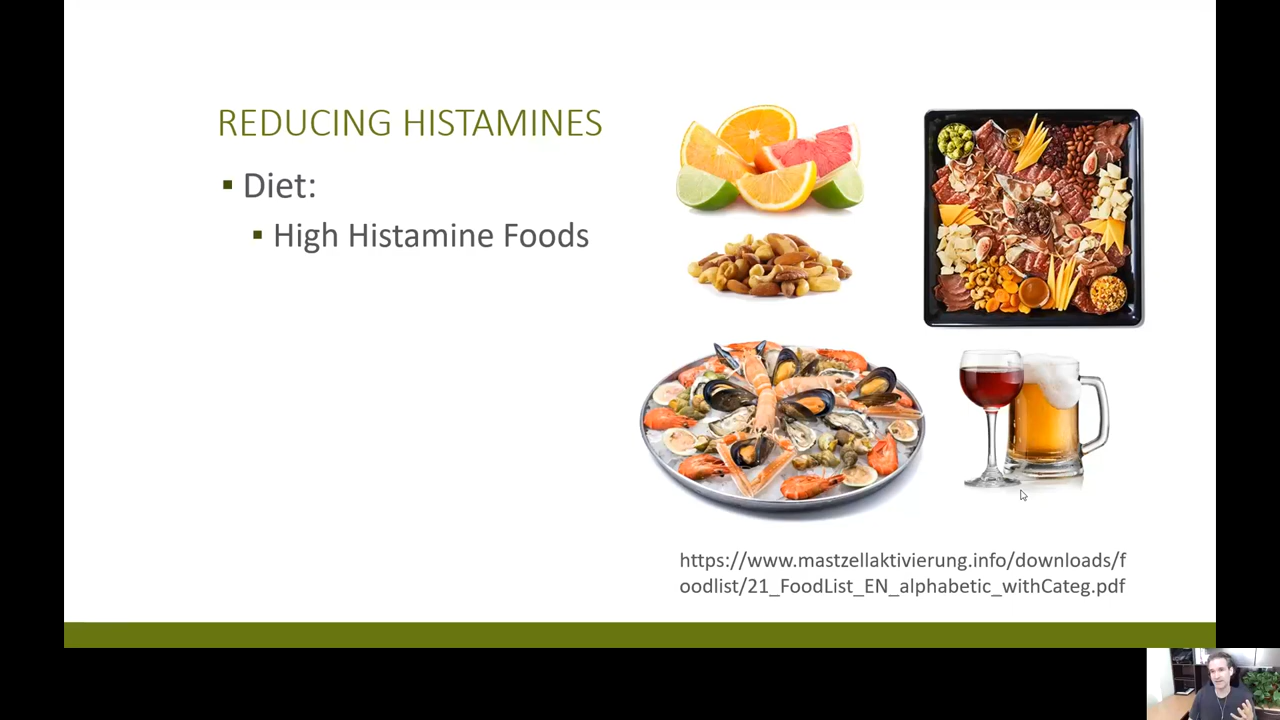 REDUCING HISTAMINES
Diet:
High Histamine Foods
https://www.mastzellaktivierung.info/downloads/f
oodlist/21_FoodList_EN_alphabetic_withCateg.pdf